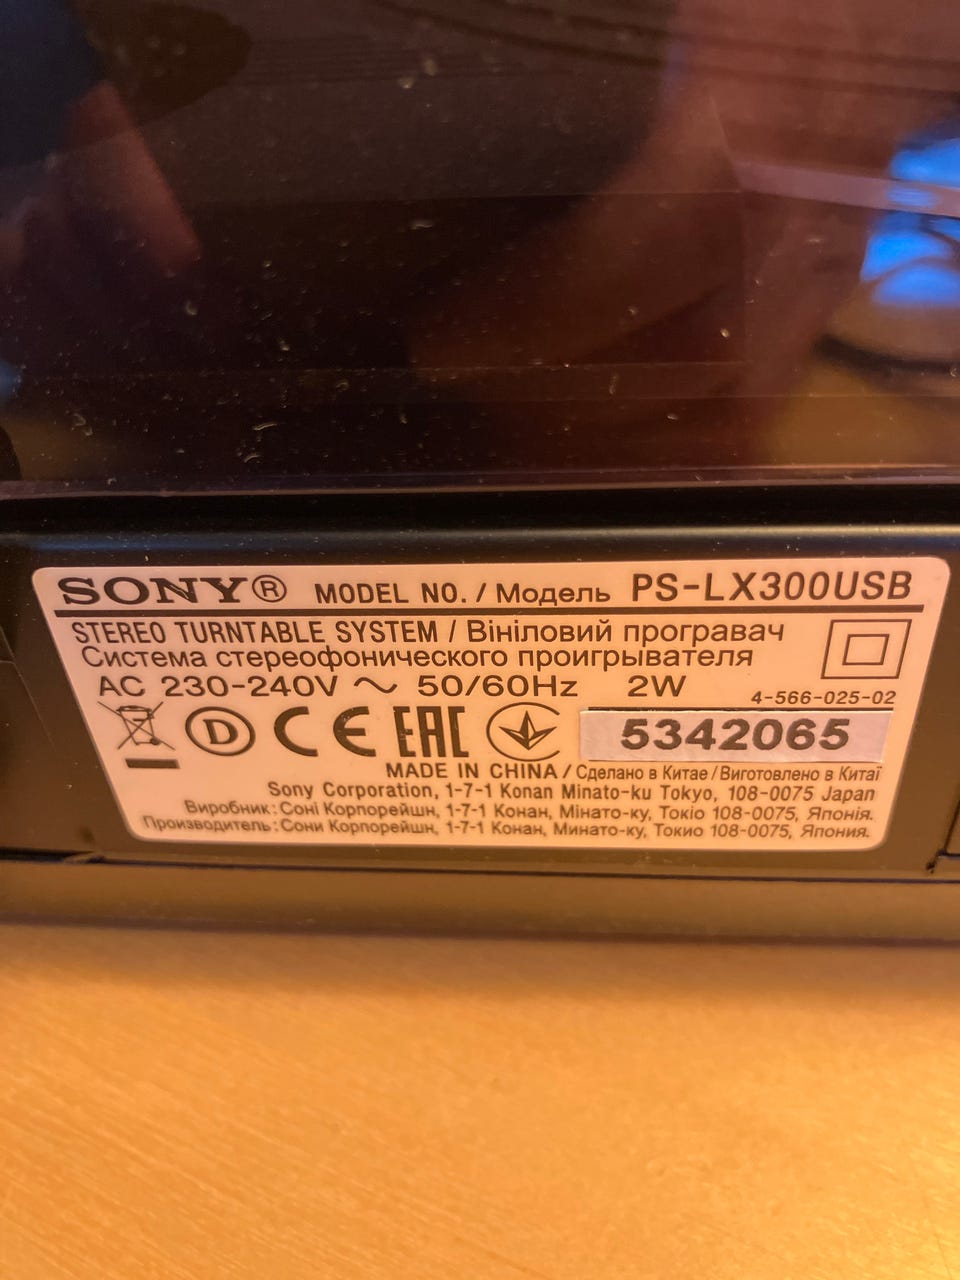 SONY® MODEL NO. / Модель PS-LX300USB
STEREO TURNTABLE SYSTEM / Вініловий програвач
Система стереофонического проигрывателя
AC 230-240V ~ 50/60Hz 2W
4-566-025-02
D CE EAC 5342065
MADE IN CHINA / Сделано в Китае / Виготовлено в Китаї
Sony Corporation, 1-7-1 Konan Minato-ku Tokyo, 108-0075 Japan
Виробник: Соні Корпорейшн, 1-7-1 Конан, Мінато-ку, Токіо 108-0075, Японія.
Производитель: Сони Корпорейшн, 1-7-1 Конан, Минато-ку, Токио 108-0075, Япония.